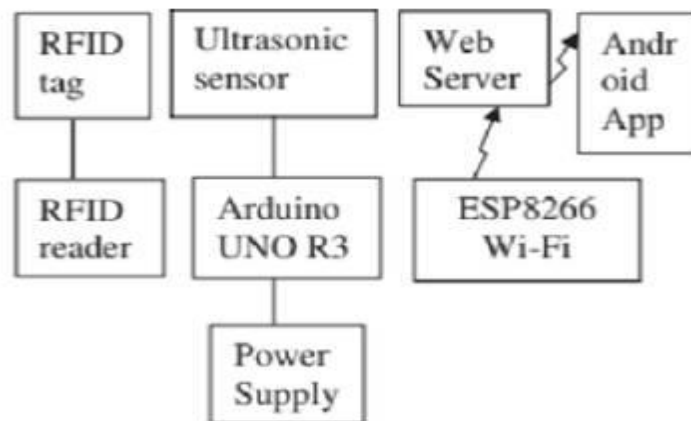 RFID
tag
Ultrasonic
sensor
Web
Server
Andr
oid
App
RFID
reader
Arduino
UNO R3
ESP8266
Wi-Fi
Power
Supply